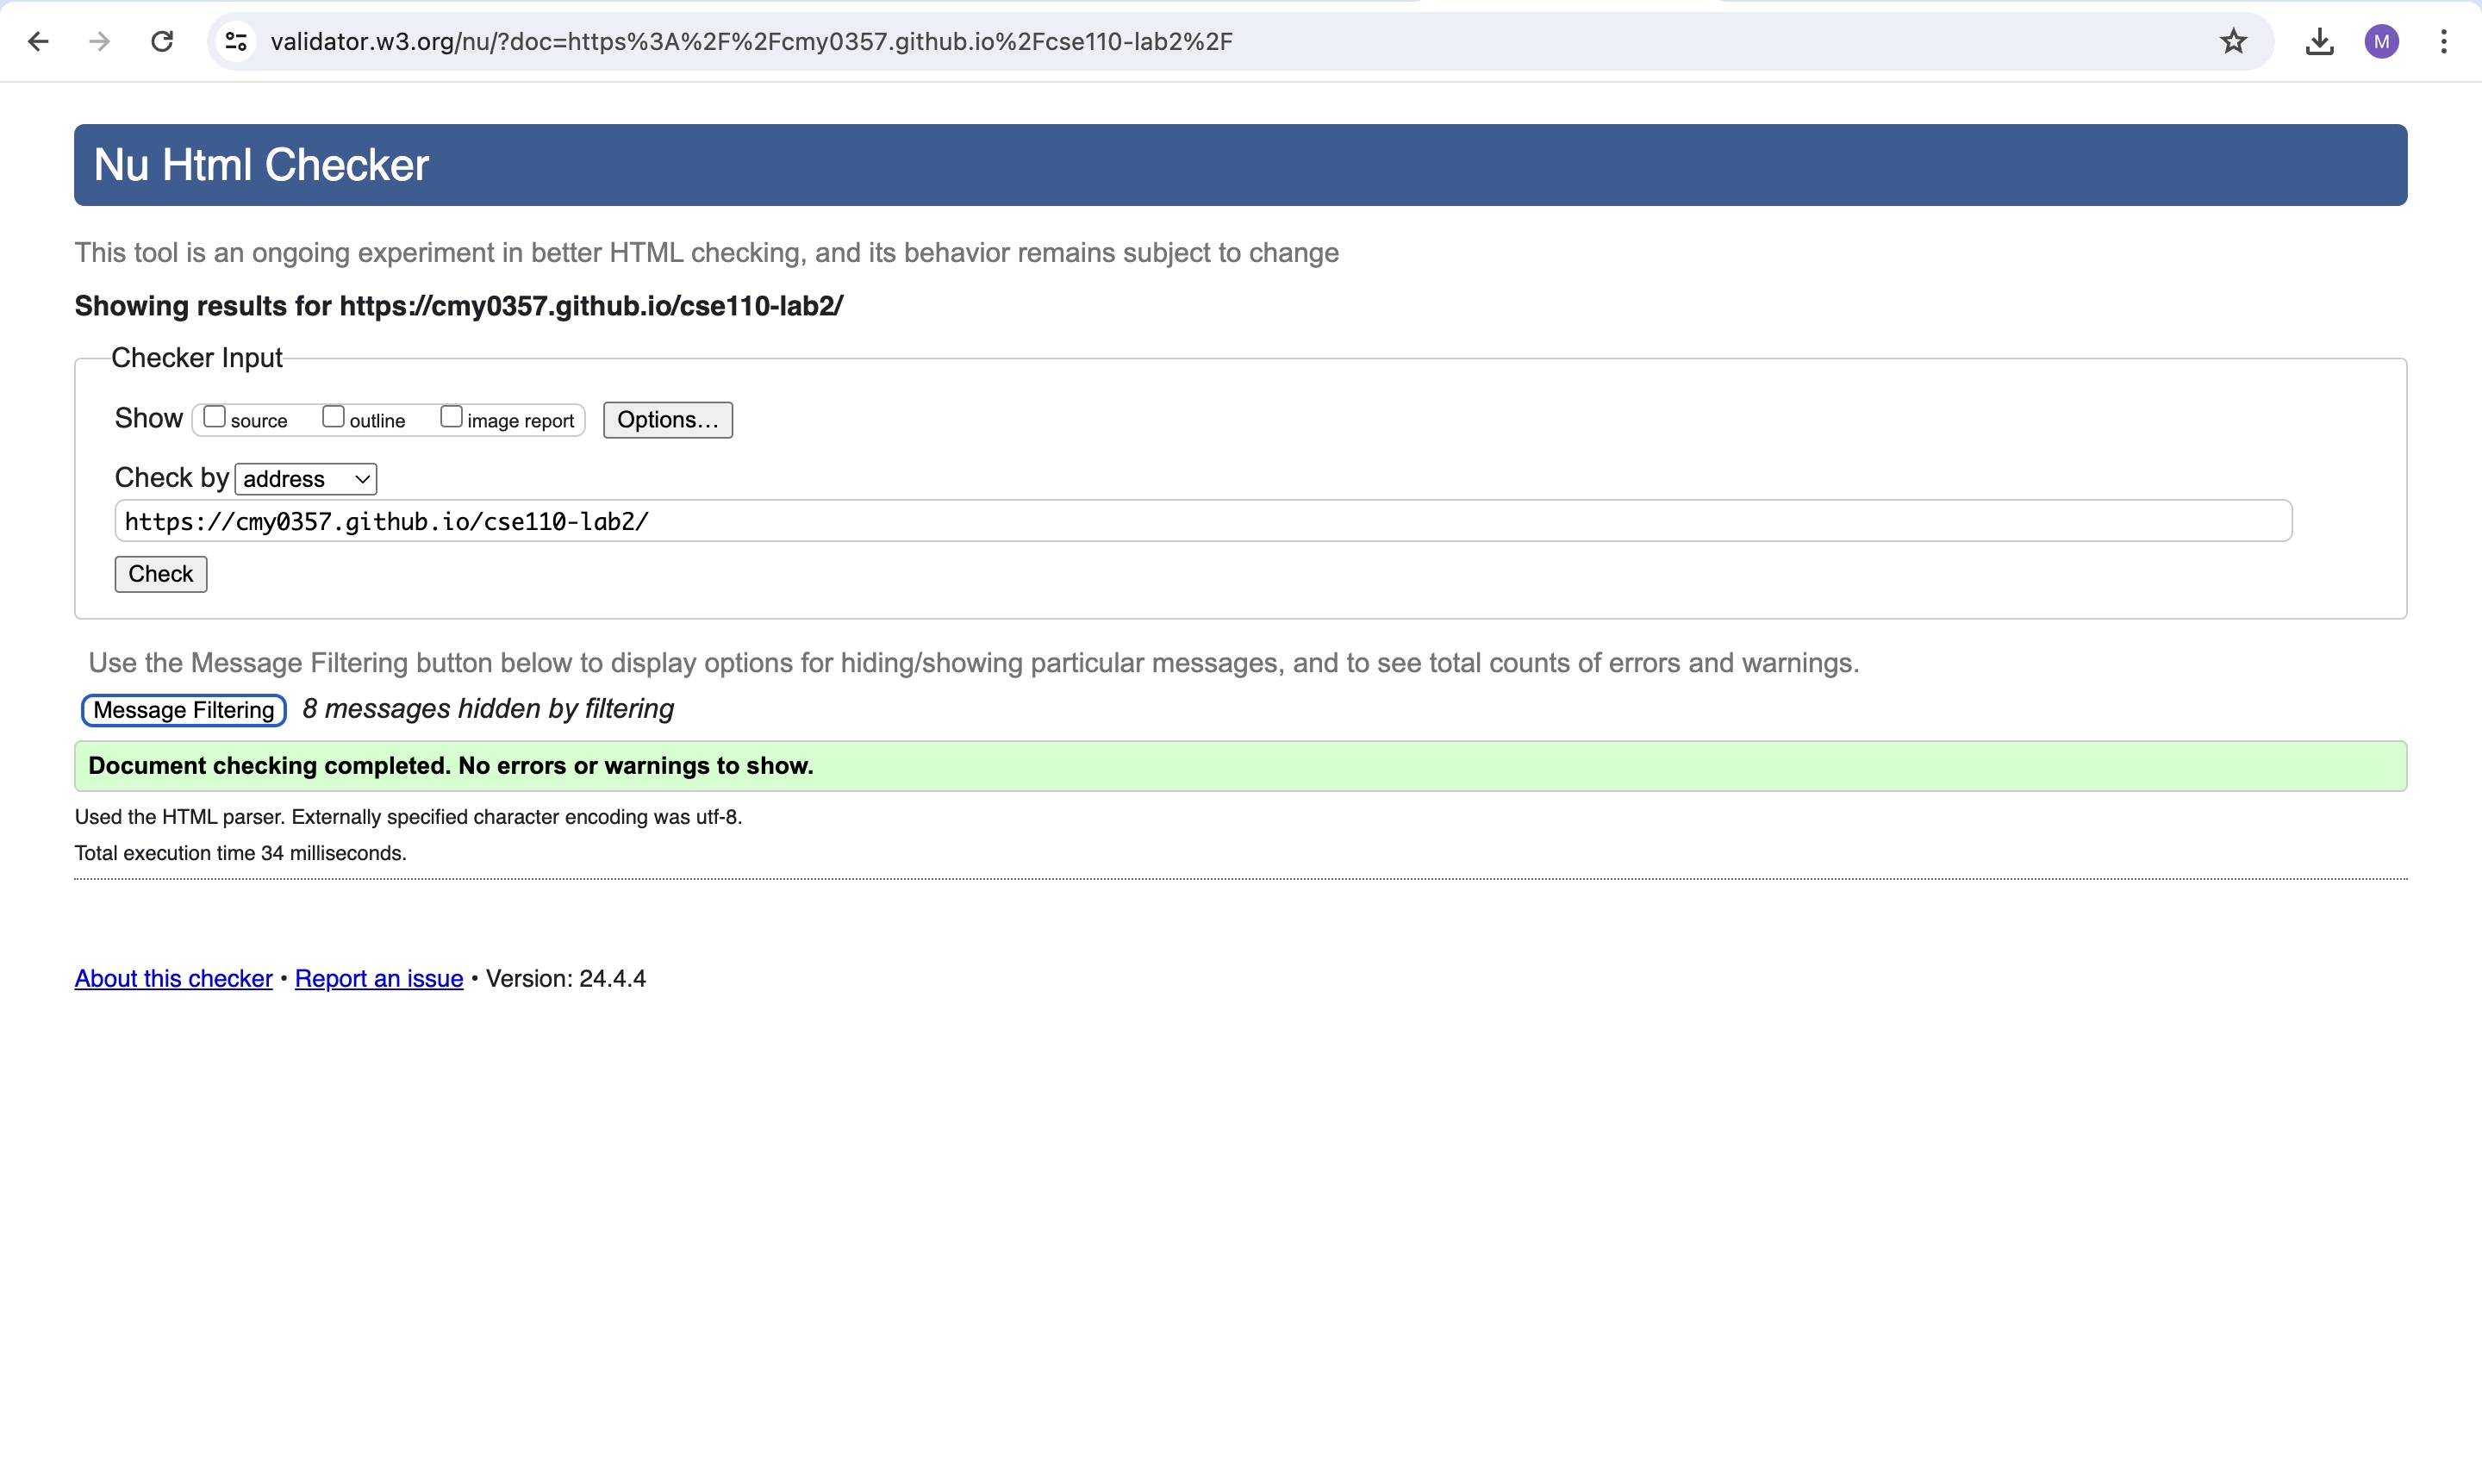 validator.w3.org/nu/?doc=https%3A%2F%2Fcmy0357.github.io%2Fcse110-lab2%2F
M
Nu Html Checker
This tool is an ongoing experiment in better HTML checking, and its behavior remains subject to change
Showing results for https://cmy0357.github.io/cse110-lab2/
Checker Input
Show source outline image report Options...
Check by address
https://cmy0357.github.io/cse110-lab2/
Check
Use the Message Filtering button below to display options for hiding/showing particular messages, and to see total counts of errors and warnings.
Message Filtering 8 messages hidden by filtering
Document checking completed. No errors or warnings to show.
Used the HTML parser. Externally specified character encoding was utf-8.
Total execution time 34 milliseconds.
About this checker • Report an issue • Version: 24.4.4